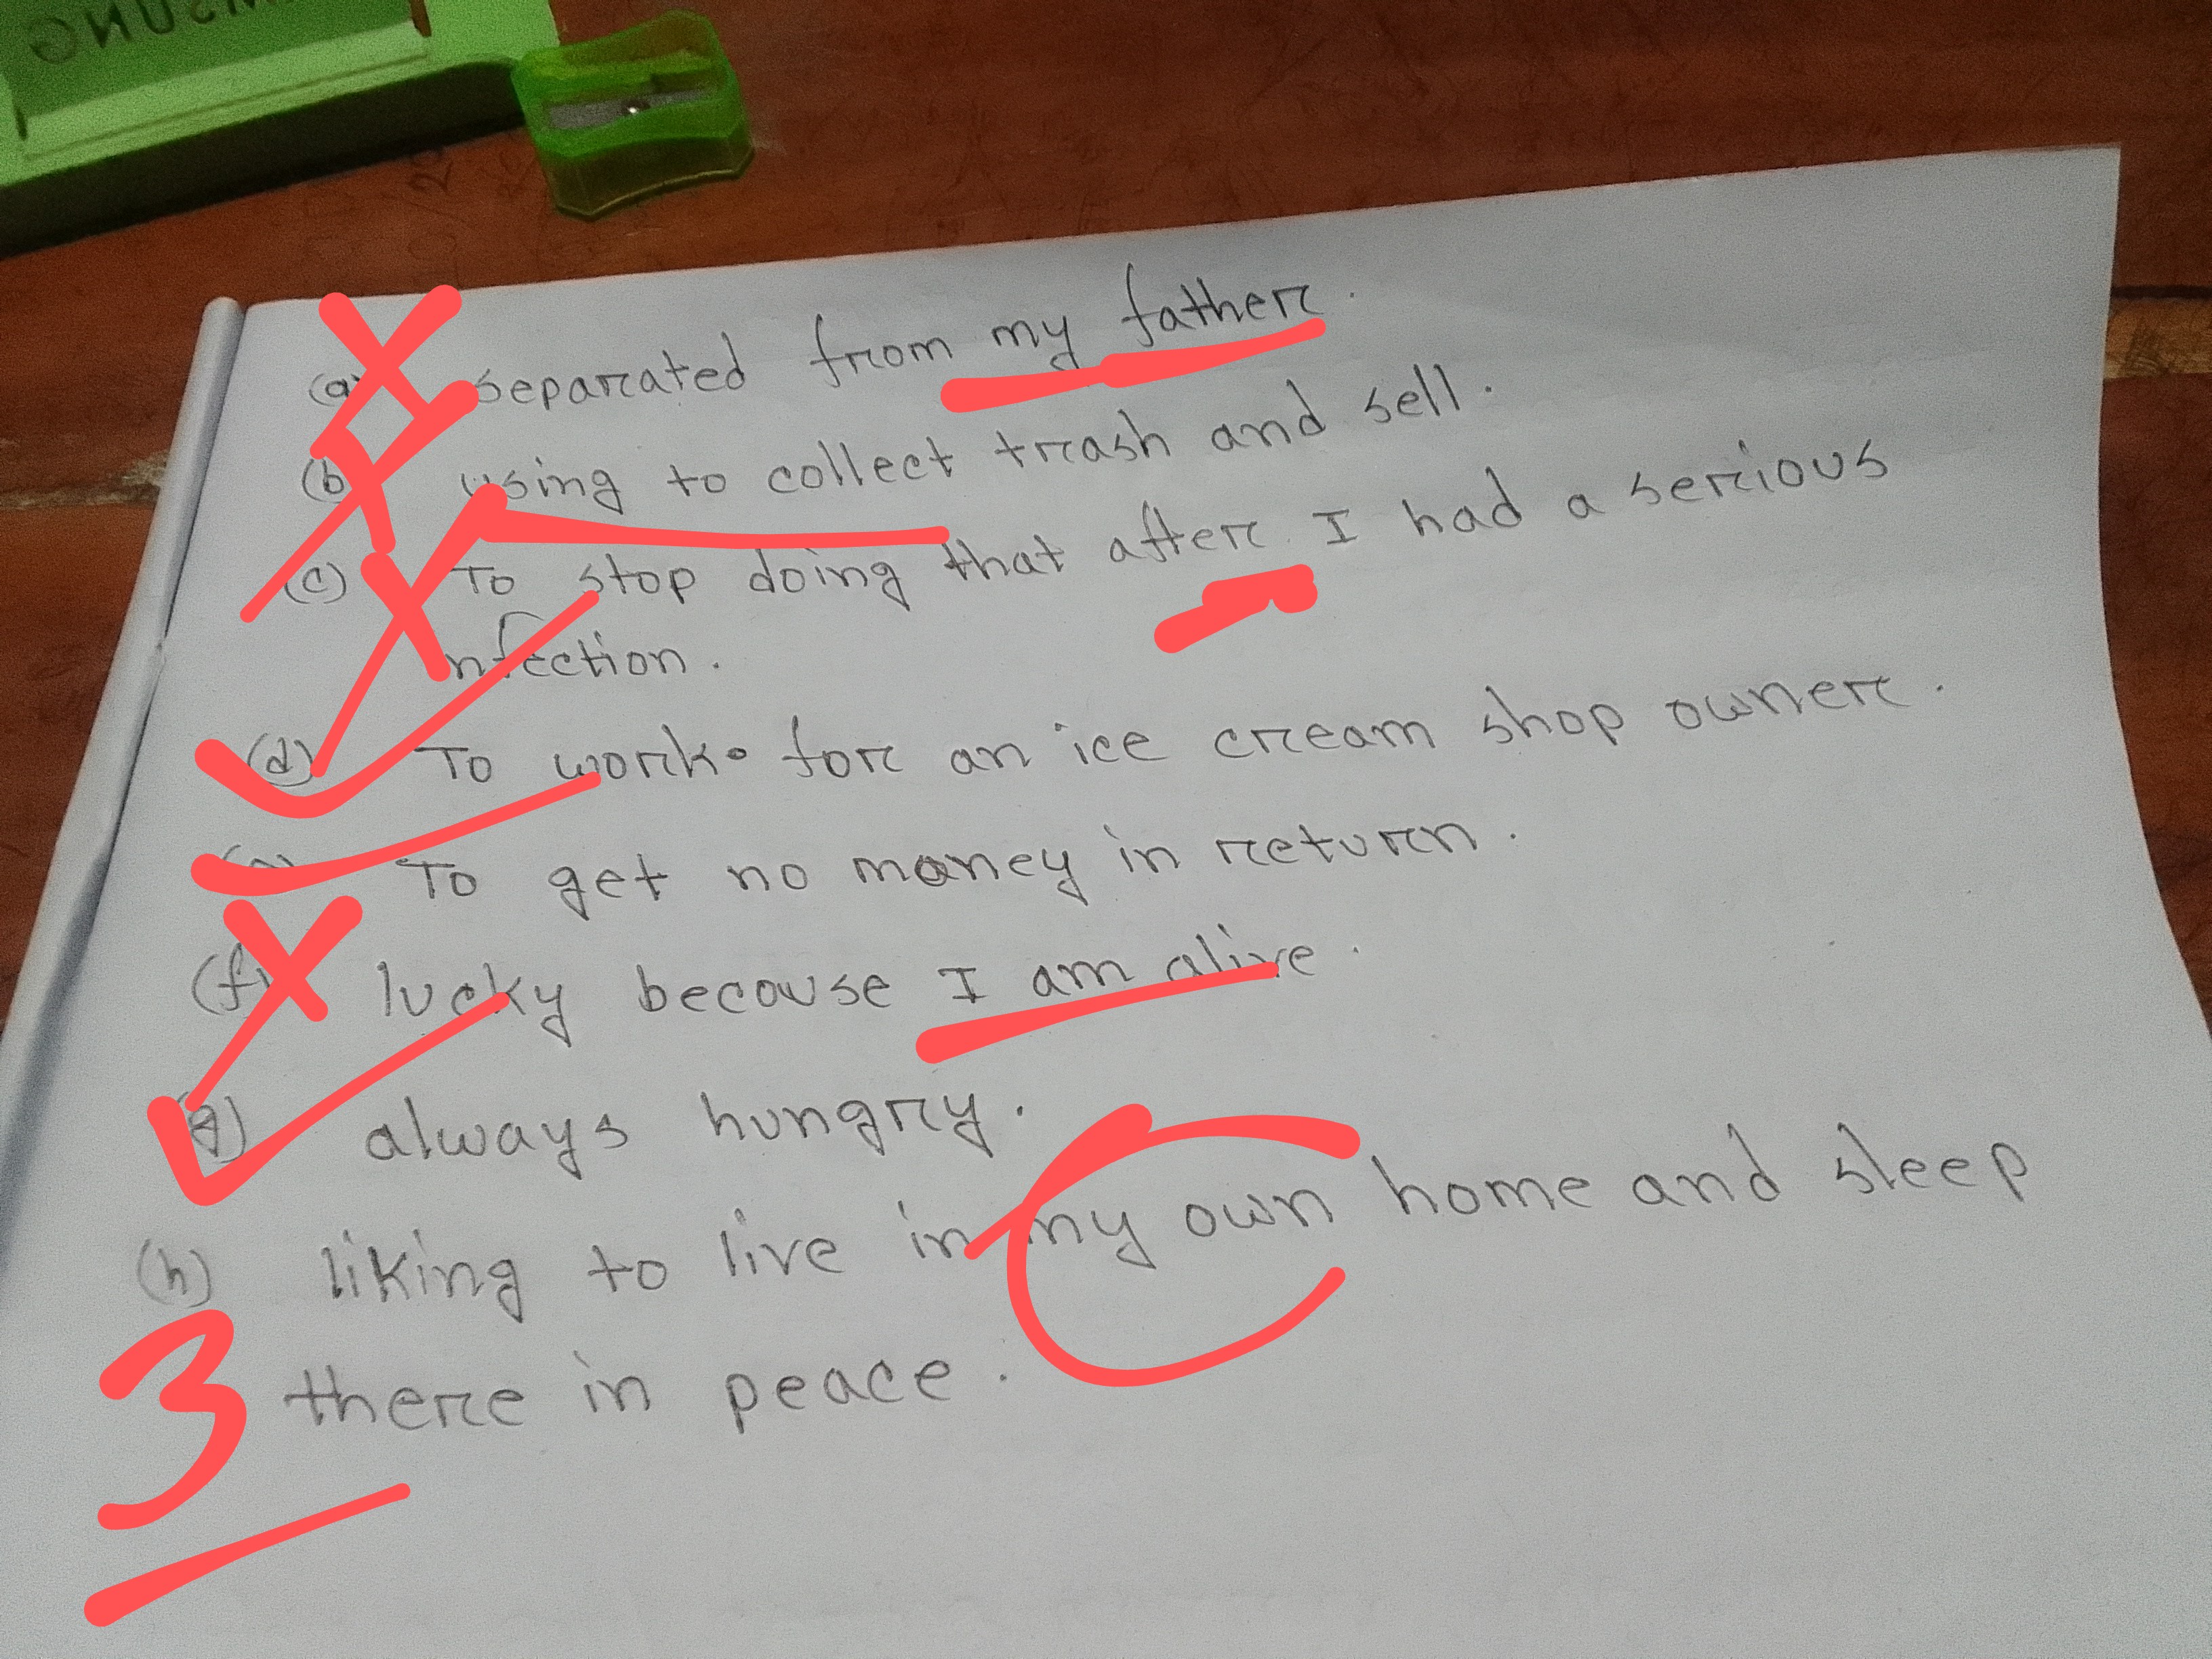 (a) separated from my father.
(b) using to collect trash and sell.
(c) To stop doing that after I had a serious
nfection.
(d) To work for an ice cream shop owner.
To get no money in return.
(f) lucky because I am alive.
(g) always hungry.
(h) liking to live in my own home and sleep
3 there in peace.